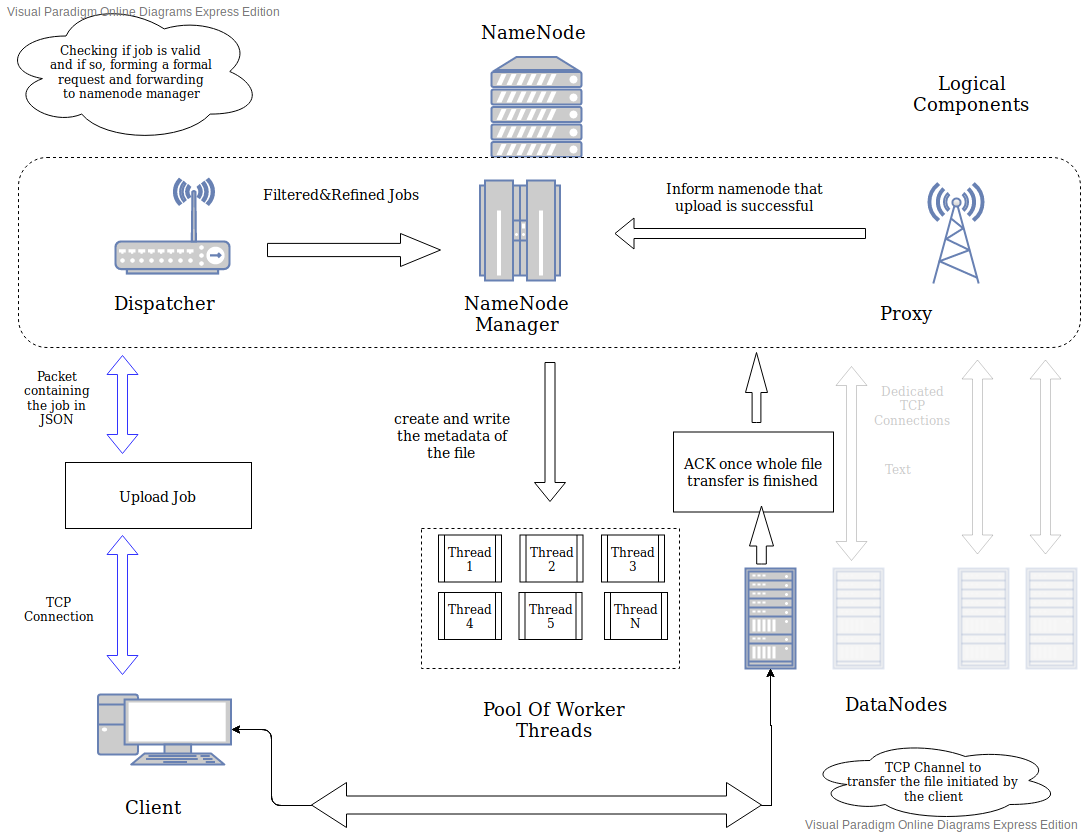 Visual Paradigm Online Diagrams Express Edition
Checking if job is valid
and if so, forming a formal
request and forwarding
to namenode manager
NameNode
Logical
Components
Filtered&Refined Jobs
Inform namenode that
upload is successful
Dispatcher
NameNode
Manager
Proxy
Packet
containing
the job in
JSON
create and write
the metadata of
the file
Dedicated
TCP
Connections
Text
ACK once whole file
transfer is finished
Upload Job
Thread
1
Thread
2
Thread
3
Thread
4
Thread
5
Thread
N
TCP
Connection
Pool Of Worker
Threads
DataNodes
Client
TCP Channel to
transfer the file initiated by
the client
Visual Paradigm Online Diagrams Express Edition